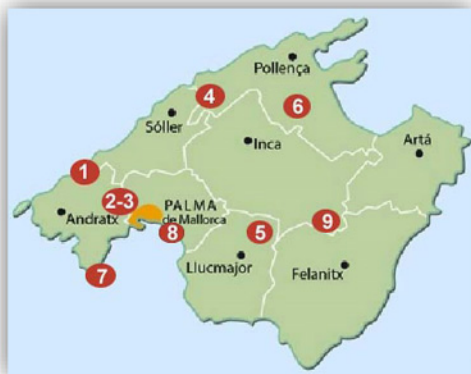 Pollença
4
6
Sóller
Inca
Artá
1
2-3
PALMA
de Mallorca
Andratx
8
5
9
Llucmajor
Felanitx
7